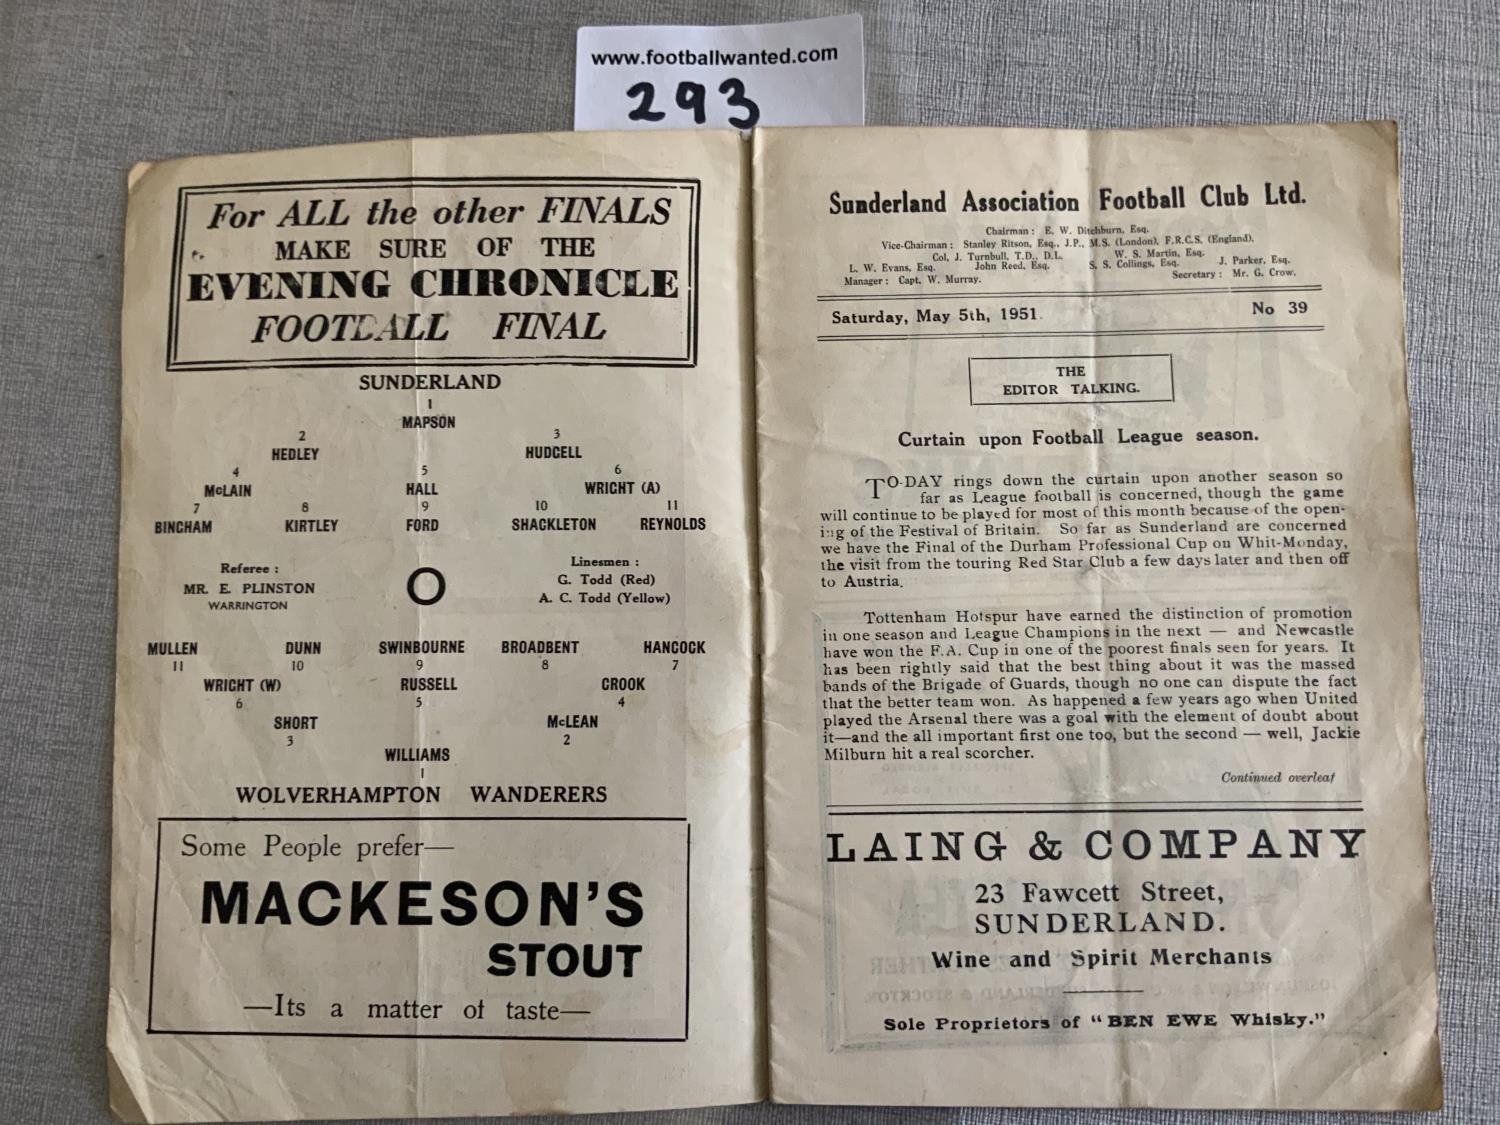 www.footballwanted.com
293
For ALL the other FINALS
MAKE SURE OF THE
EVENING CHRONICLE
FOOTBALL FINAL
SUNDERLAND
1
MAPSON
2 3
HEDLEY HUDGELL
4 5 6
McLAIN HALL WRIGHT (A)
7 8 9 10 11
BINGHAM KIRTLEY FORD SHACKLETON REYNOLDS
Referee :
MR. E. PLINSTON
WARRINGTON
O
Linesmen :
G. Todd (Red)
A. C. Todd (Yellow)
MULLEN DUNN SWINBOURNE BROADBENT HANCOCK
11 10 9 8 7
WRIGHT (W) RUSSELL CROOK
6 5 4
SHORT McLEAN
3 2
WILLIAMS
1
WOLVERHAMPTON WANDERERS
Some People prefer—
MACKESON'S
STOUT
—Its a matter of taste—
Sunderland Association Football Club Ltd.
Chairman : E. W. Ditchburn, Esq.
Vice-Chairman : Stanley Ritson, Esq., J.P., M.S. (London), F.R.C.S. (England).
Col, J. Turnbull, T.D., D.L. W. S. Martin, Esq.
L. W. Evans, Esq. John Reed, Esq. S. S. Collings, Esq. J. Parker, Esq.
Manager : Capt. W. Murray. Secretary : Mr. G. Crow.
Saturday, May 5th, 1951. No 39
THE
EDITOR TALKING.
Curtain upon Football League season.
TO-DAY rings down the curtain upon another season so
far as League football is concerned, though the game
will continue to be played for most of this month because of the open-
ing of the Festival of Britain. So far as Sunderland are concerned
we have the Final of the Durham Professional Cup on Whit-Monday,
the visit from the touring Red Star Club a few days later and then off
to Austria.
Tottenham Hotspur have earned the distinction of promotion
in one season and League Champions in the next — and Newcastle
have won the F.A. Cup in one of the poorest finals seen for years. It
has been rightly said that the best thing about it was the massed
bands of the Brigade of Guards, though no one can dispute the fact
that the better team won. As happened a few years ago when United
played the Arsenal there was a goal with the element of doubt about
it—and the all important first one too, but the second — well, Jackie
Milburn hit a real scorcher.
Continued overleaf
LAING & COMPANY
23 Fawcett Street,
SUNDERLAND.
Wine and Spirit Merchants
Sole Proprietors of "BEN EWE Whisky."